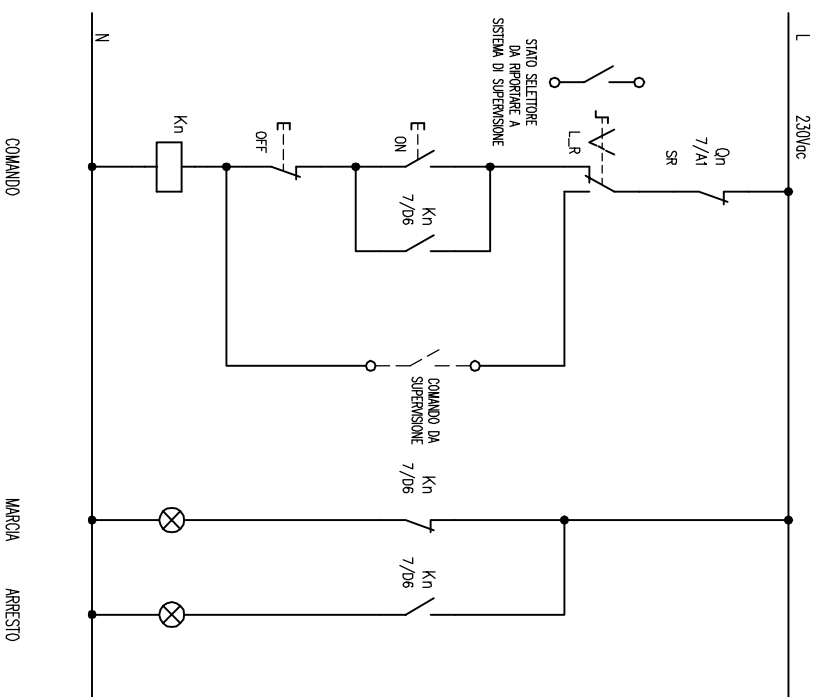 L
230Vac
N
Qn
7/A1
SR
L_R
STATO SELETTORE
DA RIPORTARE A
SISTEMA DI SUPERVISIONE
ON
Kn
7/D6
OFF
Kn
COMANDO DA
SUPERVISIONE
Kn
7/D6
Kn
7/D6
COMANDO
MARCIA
ARRESTO